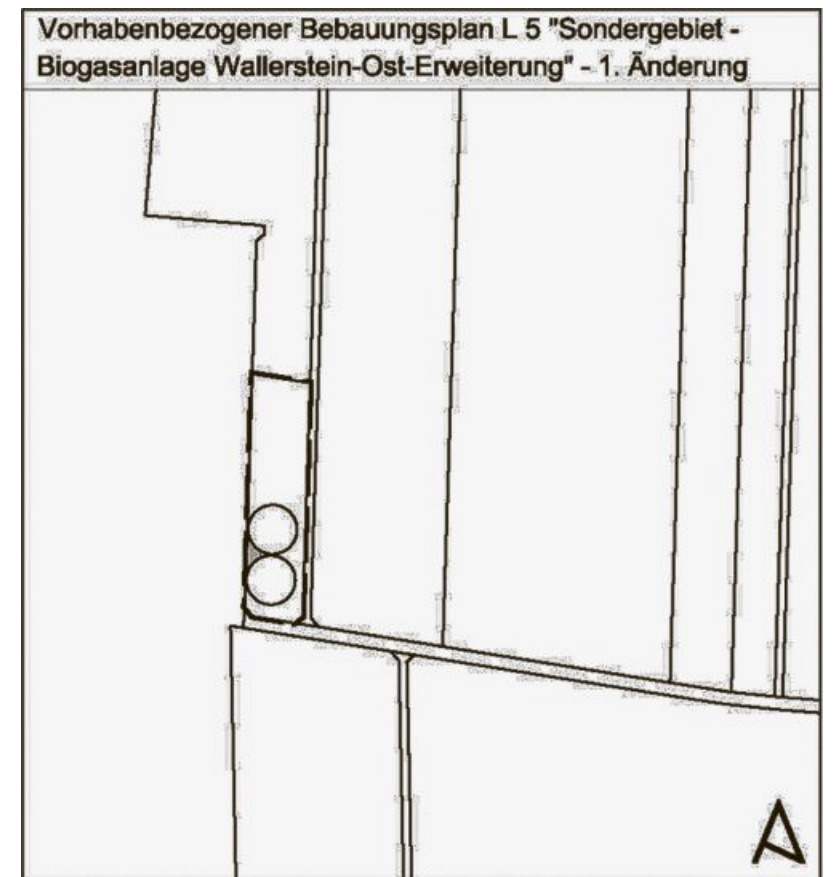 Vorhabenbezogener Bebauungsplan L 5 "Sondergebiet -
Biogasanlage Wallerstein-Ost-Erweiterung" - 1. Änderung